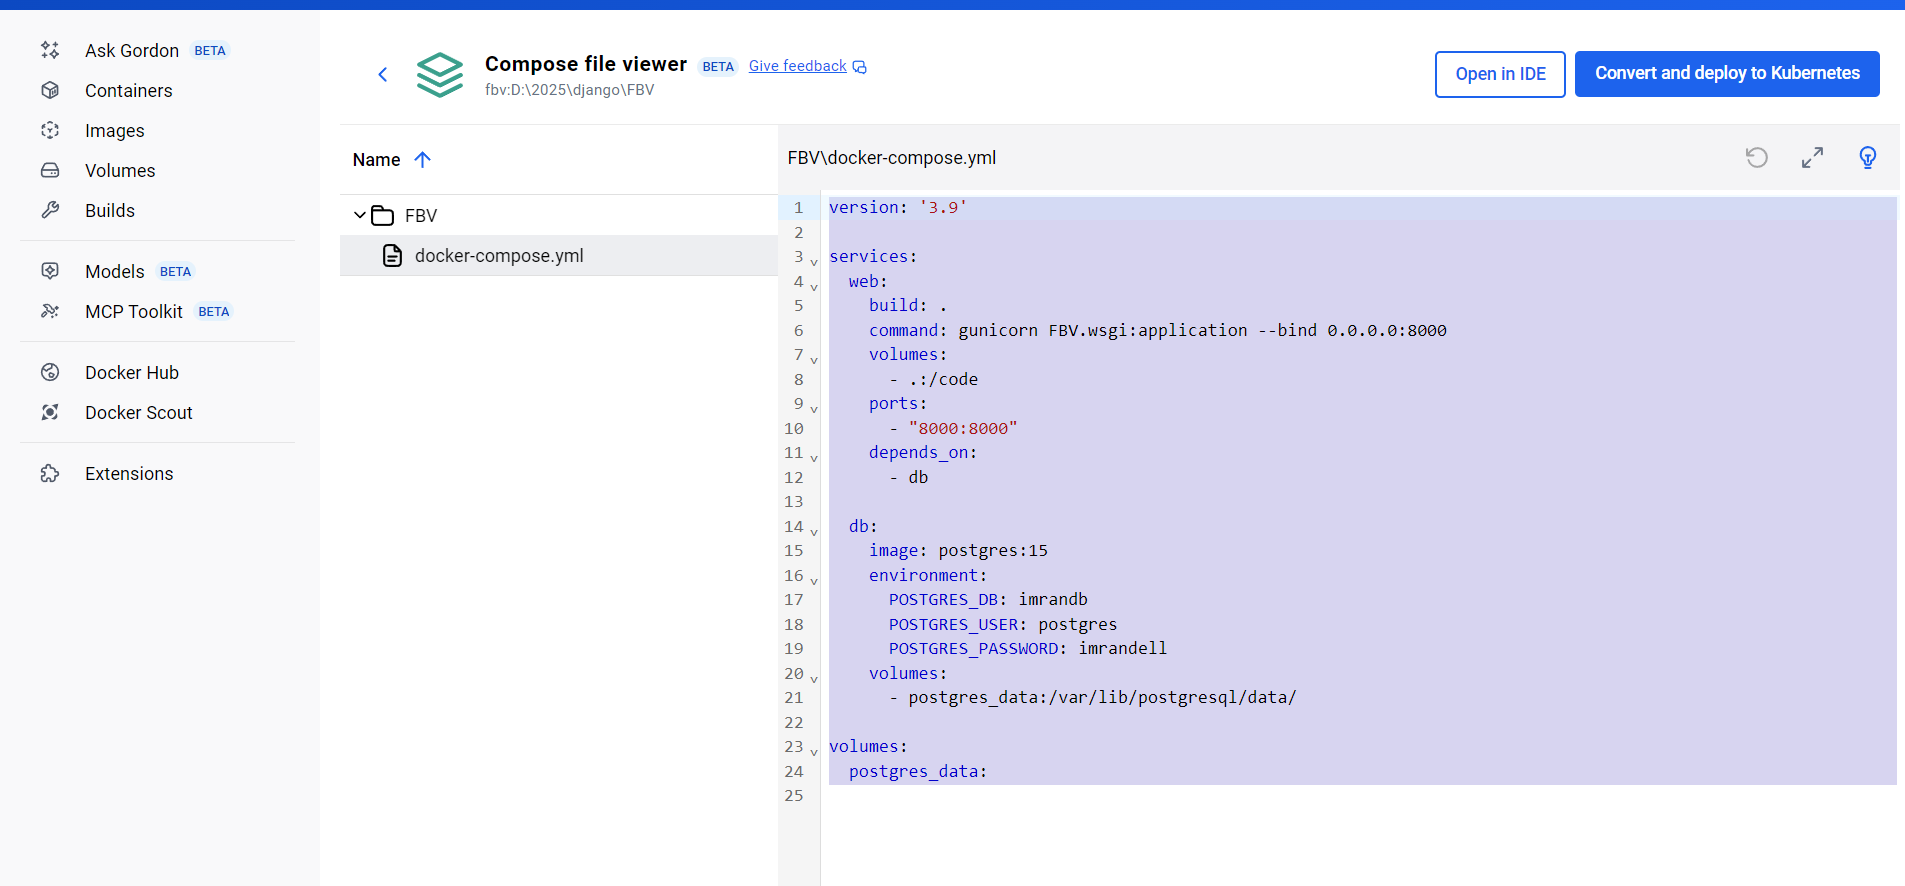 Ask Gordon BETA
Containers
Images
Volumes
Builds
Models BETA
MCP Toolkit BETA
Docker Hub
Docker Scout
Extensions
Compose file viewer BETA Give feedback
fbv:D:\2025\django\FBV
Open in IDE
Convert and deploy to Kubernetes
Name
FBV
docker-compose.yml
FBV\docker-compose.yml
1 version: '3.9'
2
3 services:
4   web:
5     build: .
6     command: gunicorn FBV.wsgi:application --bind 0.0.0.0:8000
7     volumes:
8       - .:/code
9     ports:
10       - "8000:8000"
11     depends_on:
12       - db
13
14   db:
15     image: postgres:15
16     environment:
17       POSTGRES_DB: imrandb
18       POSTGRES_USER: postgres
19       POSTGRES_PASSWORD: imrandell
20     volumes:
21       - postgres_data:/var/lib/postgresql/data/
22
23 volumes:
24   postgres_data:
25